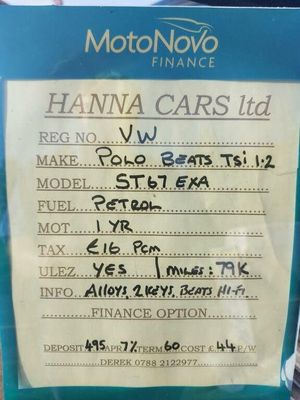 MotoNovo
FINANCE
HANNA CARS ltd
REG NO. VW
MAKE POLO BEATS TSi 1.2
MODEL ST67 EXA
FUEL PETROL
MOT 1 YR
TAX £16 PCM
ULEZ YES | MILES: 79K
INFO ALLOYS, 2 KEYS, BEATS HI-FI.
FINANCE OPTION
DEPOSIT 495 APR 7% TERM 60 COST £44 P/W
DEREK 0788 2122977